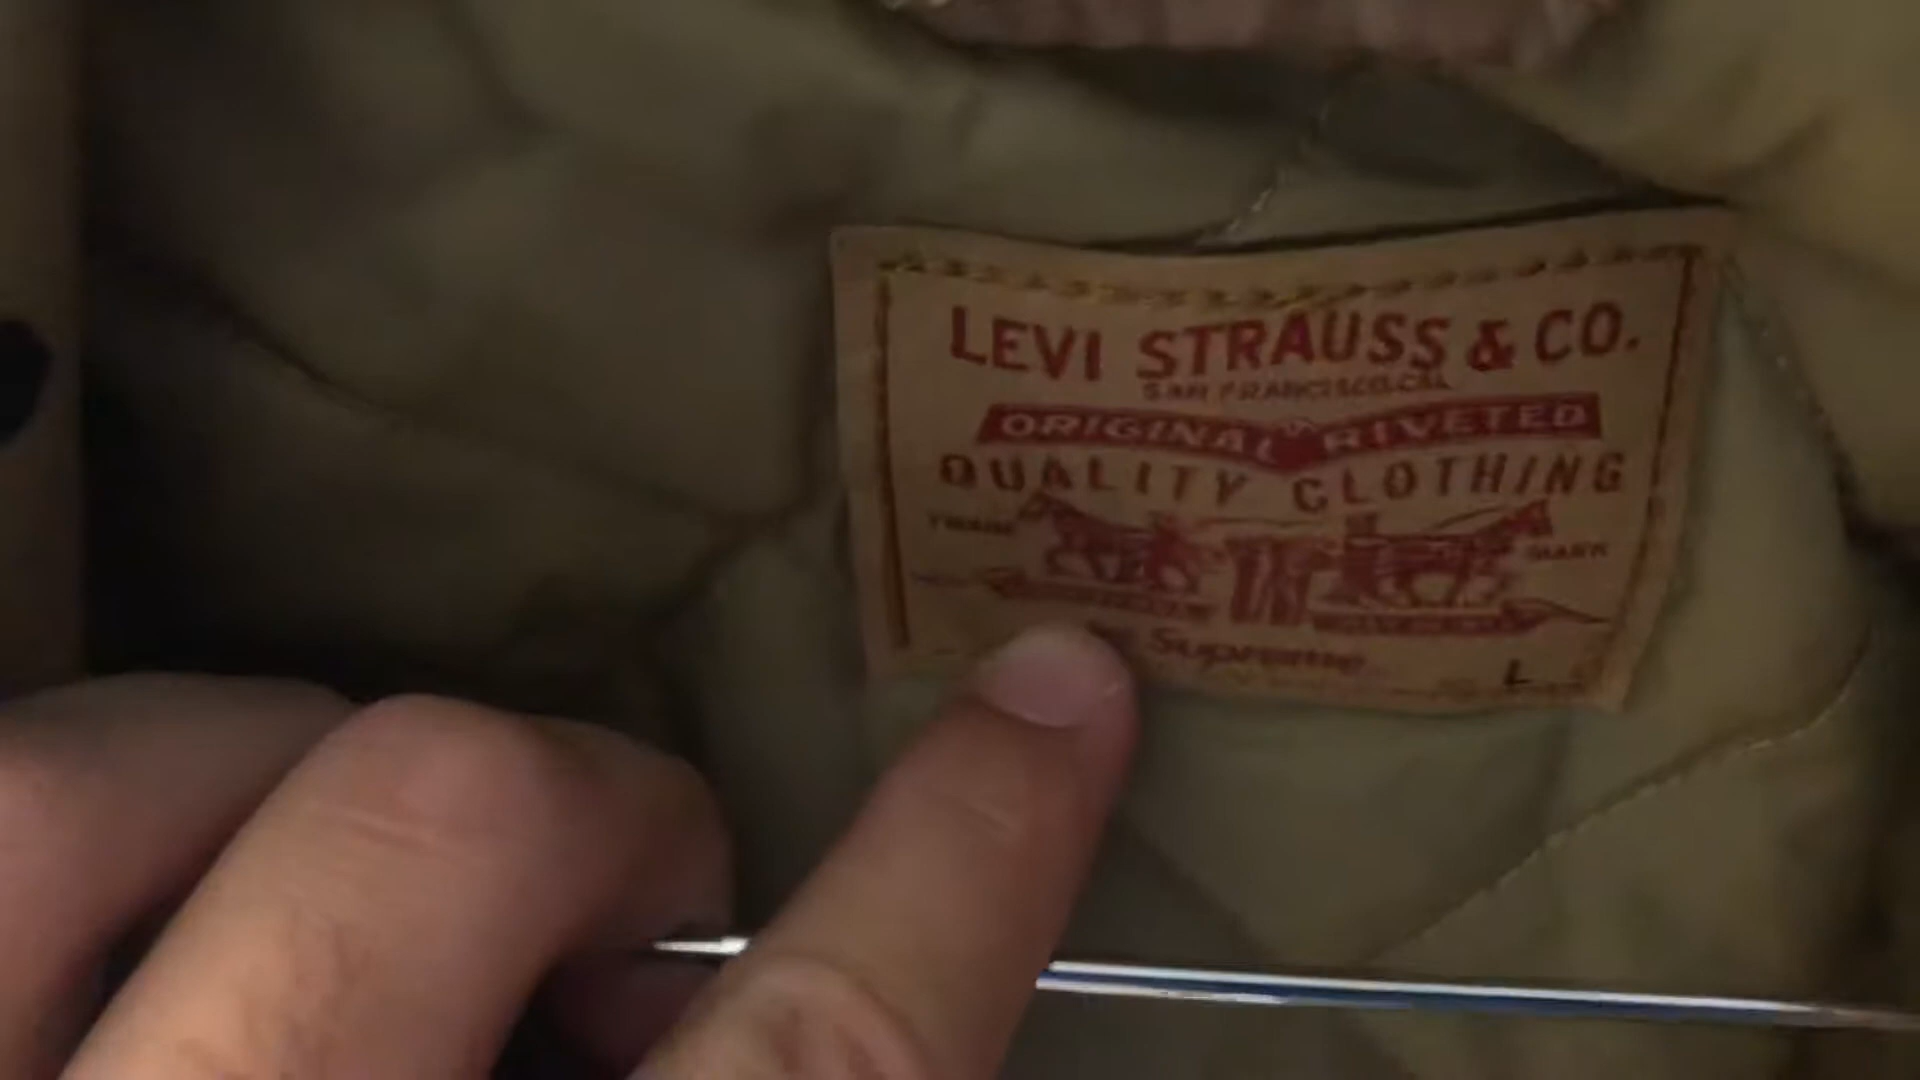 LEVI STRAUSS & CO.
SAN FRANCISCO, CAL
ORIGINAL RIVETED
QUALITY CLOTHING
TRADE MARK
Supreme
L